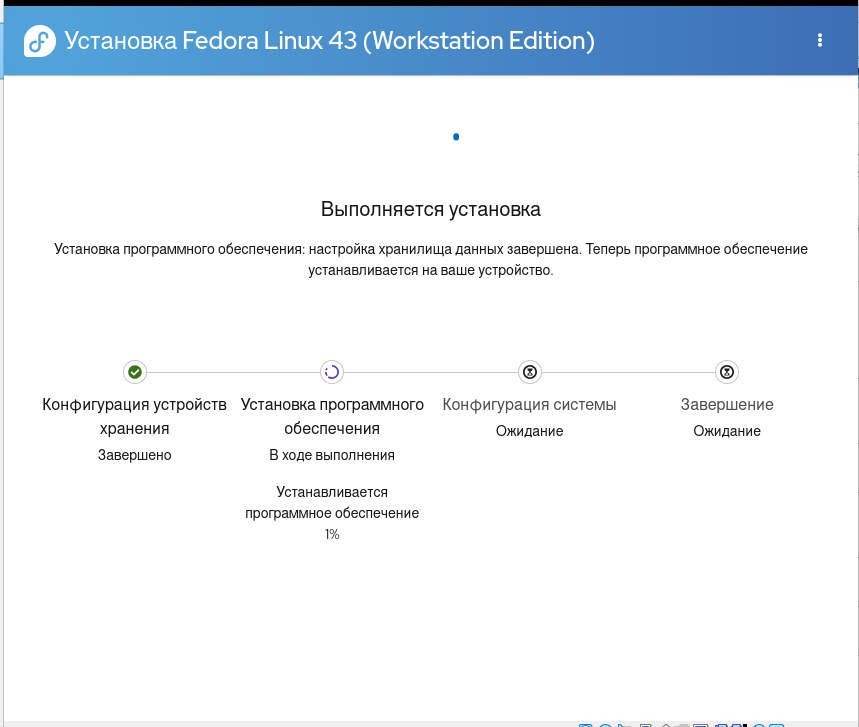 Установка Fedora Linux 43 (Workstation Edition)
Выполняется установка
Установка программного обеспечения: настройка хранилища данных завершена. Теперь программное обеспечение
устанавливается на ваше устройство.
Конфигурация устройств
хранения
Завершено
Установка программного
обеспечения
В ходе выполнения
Устанавливается
программное обеспечение
1%
Конфигурация системы
Ожидание
Завершение
Ожидание